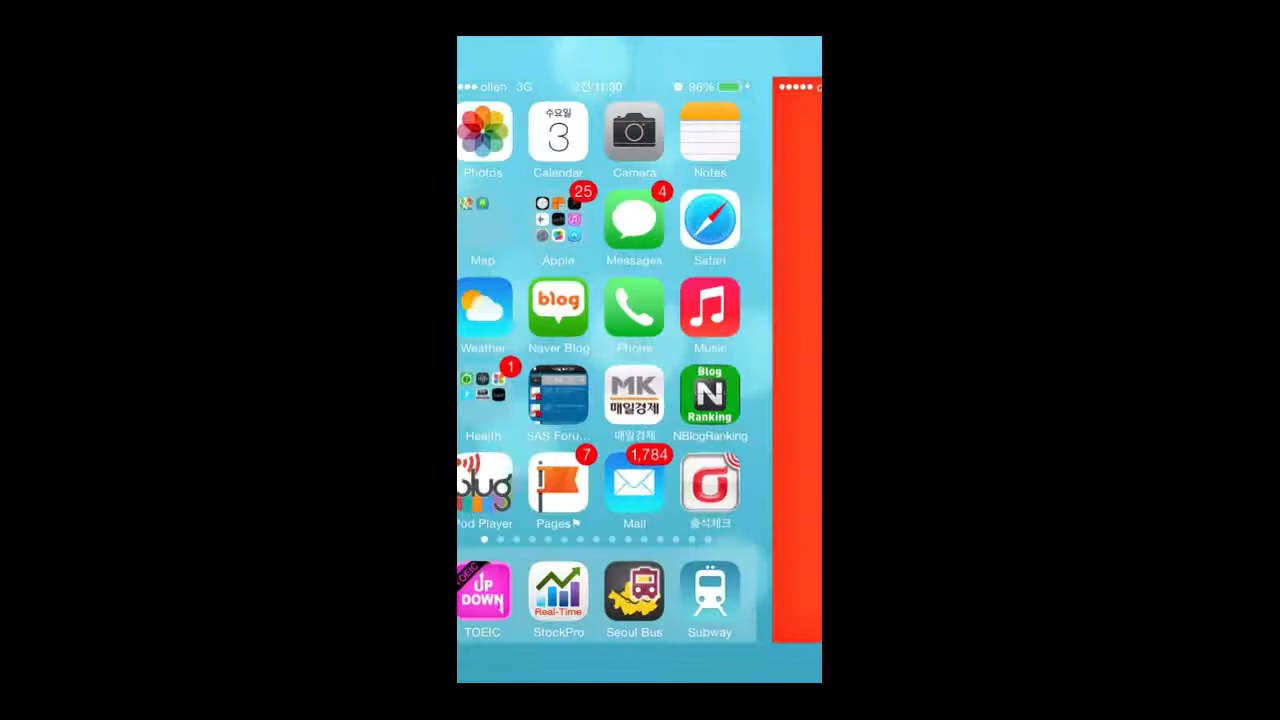 olleh 3G 오전 11:30 96%
수요일
3
Photos Calendar Camera Notes
25 4
Map Apple Messages Safari
blog
Weather Naver Blog Phone Music
1 MK 매일경제 Blog N Ranking
Health SAS Foru... 매일경제 NBlogRanking
7 1,784
plug
Pod Player Pages Mail 출석체크
TOEIC UP DOWN Real-Time
TOEIC StockPro Seoul Bus Subway